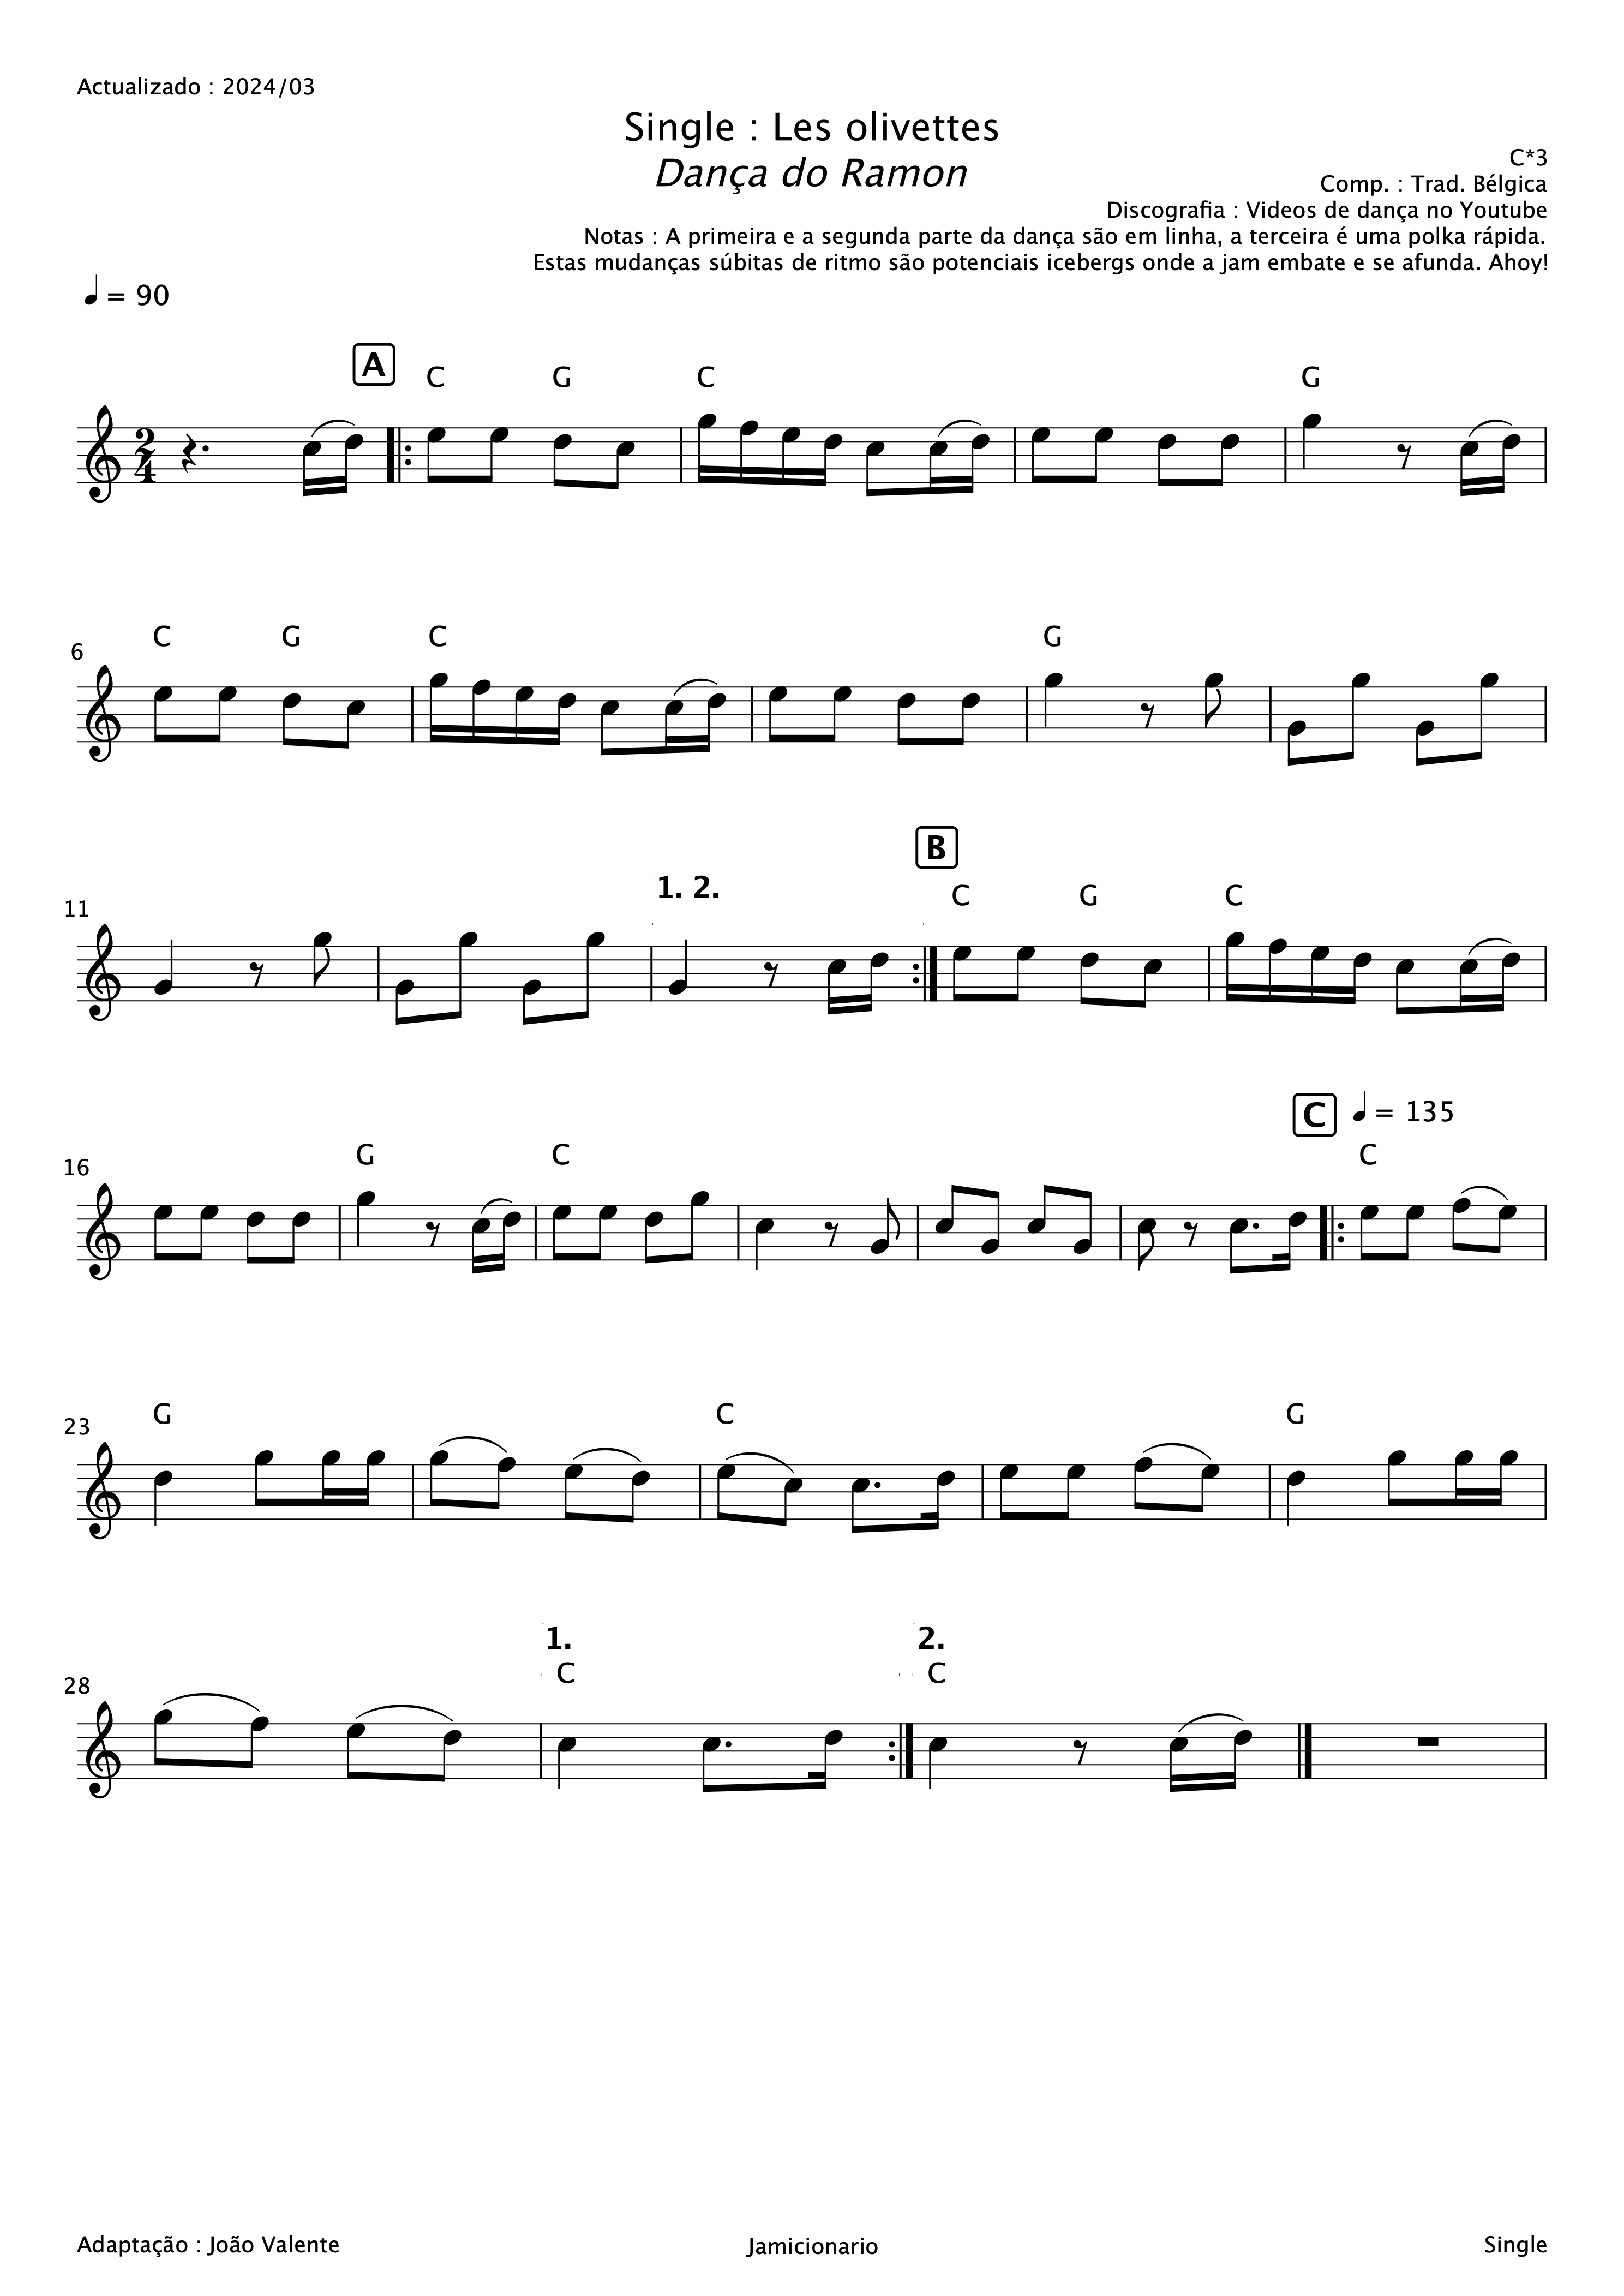 Actualizado : 2024/03
Single : Les olivettes
Dança do Ramon
C*3
Comp. : Trad. Bélgica
Discografia : Videos de dança no Youtube
Notas : A primeira e a segunda parte da dança são em linha, a terceira é uma polka rápida.
Estas mudanças súbitas de ritmo são potenciais icebergs onde a jam embate e se afunda. Ahoy!
= 90
A
C G C G
2
4
6
C G C G
B
11
1. 2.
C G C
C = 135
16
G C C
23
G C G
1. 2.
28
C C
Adaptação : João Valente Jamicionario Single